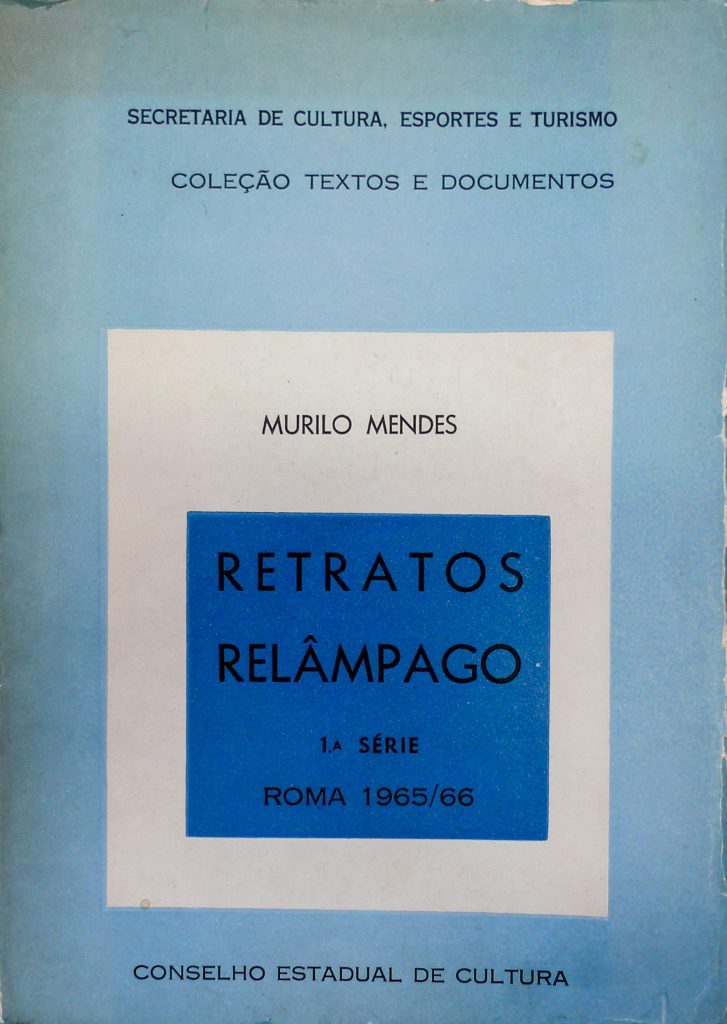 SECRETARIA DE CULTURA, ESPORTES E TURISMO
COLEÇÃO TEXTOS E DOCUMENTOS
MURILO MENDES
RETRATOS
RELÂMPAGO
1.A SÉRIE
ROMA 1965/66
CONSELHO ESTADUAL DE CULTURA